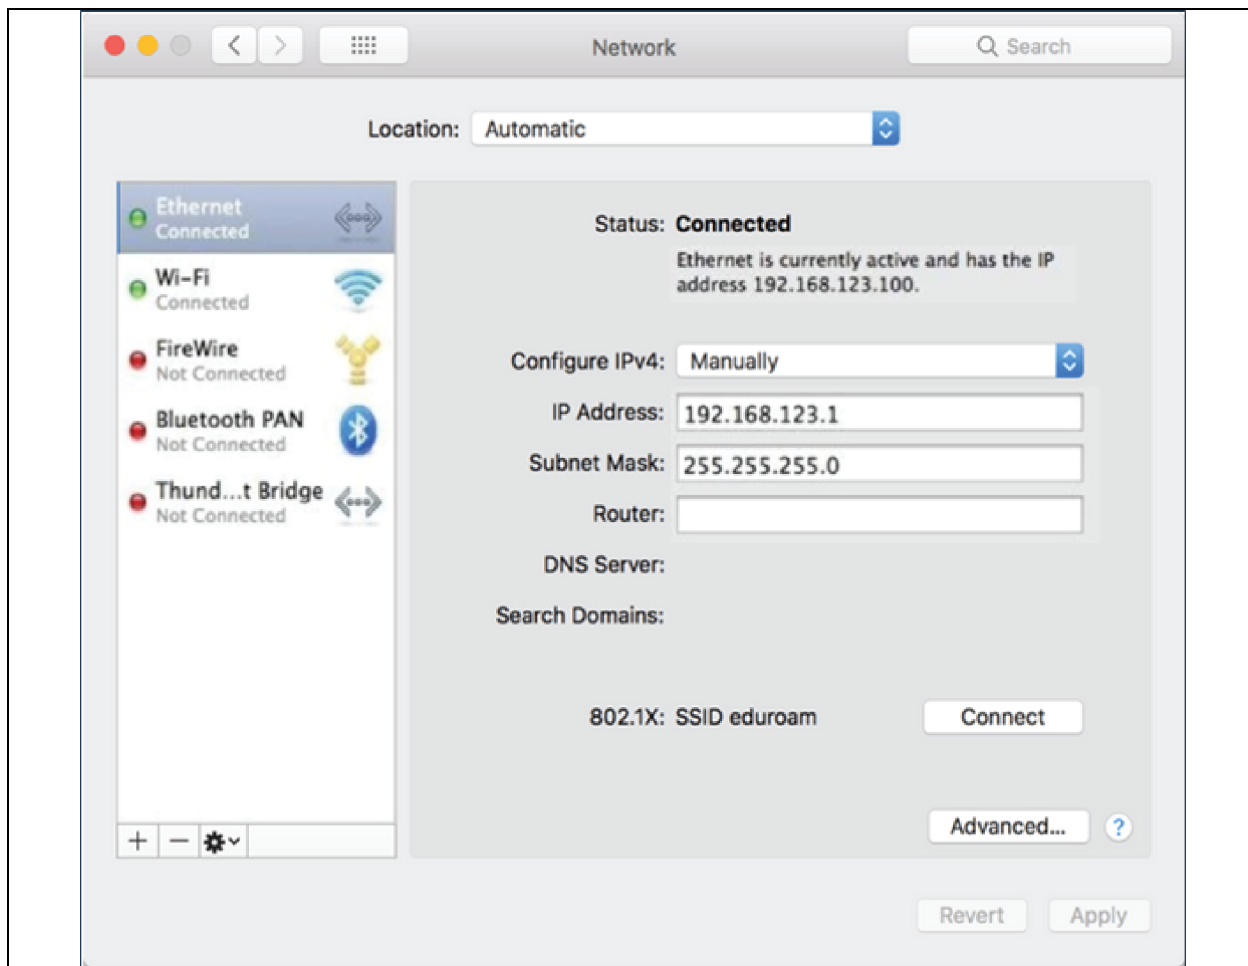 Network
Search
Location: Automatic
Ethernet
Connected
Wi-Fi
Connected
FireWire
Not Connected
Bluetooth PAN
Not Connected
Thund...t Bridge
Not Connected
Status: Connected
Ethernet is currently active and has the IP
address 192.168.123.100.
Configure IPv4: Manually
IP Address: 192.168.123.1
Subnet Mask: 255.255.255.0
Router:
DNS Server:
Search Domains:
802.1X: SSID eduroam Connect
Advanced... ?
Revert Apply